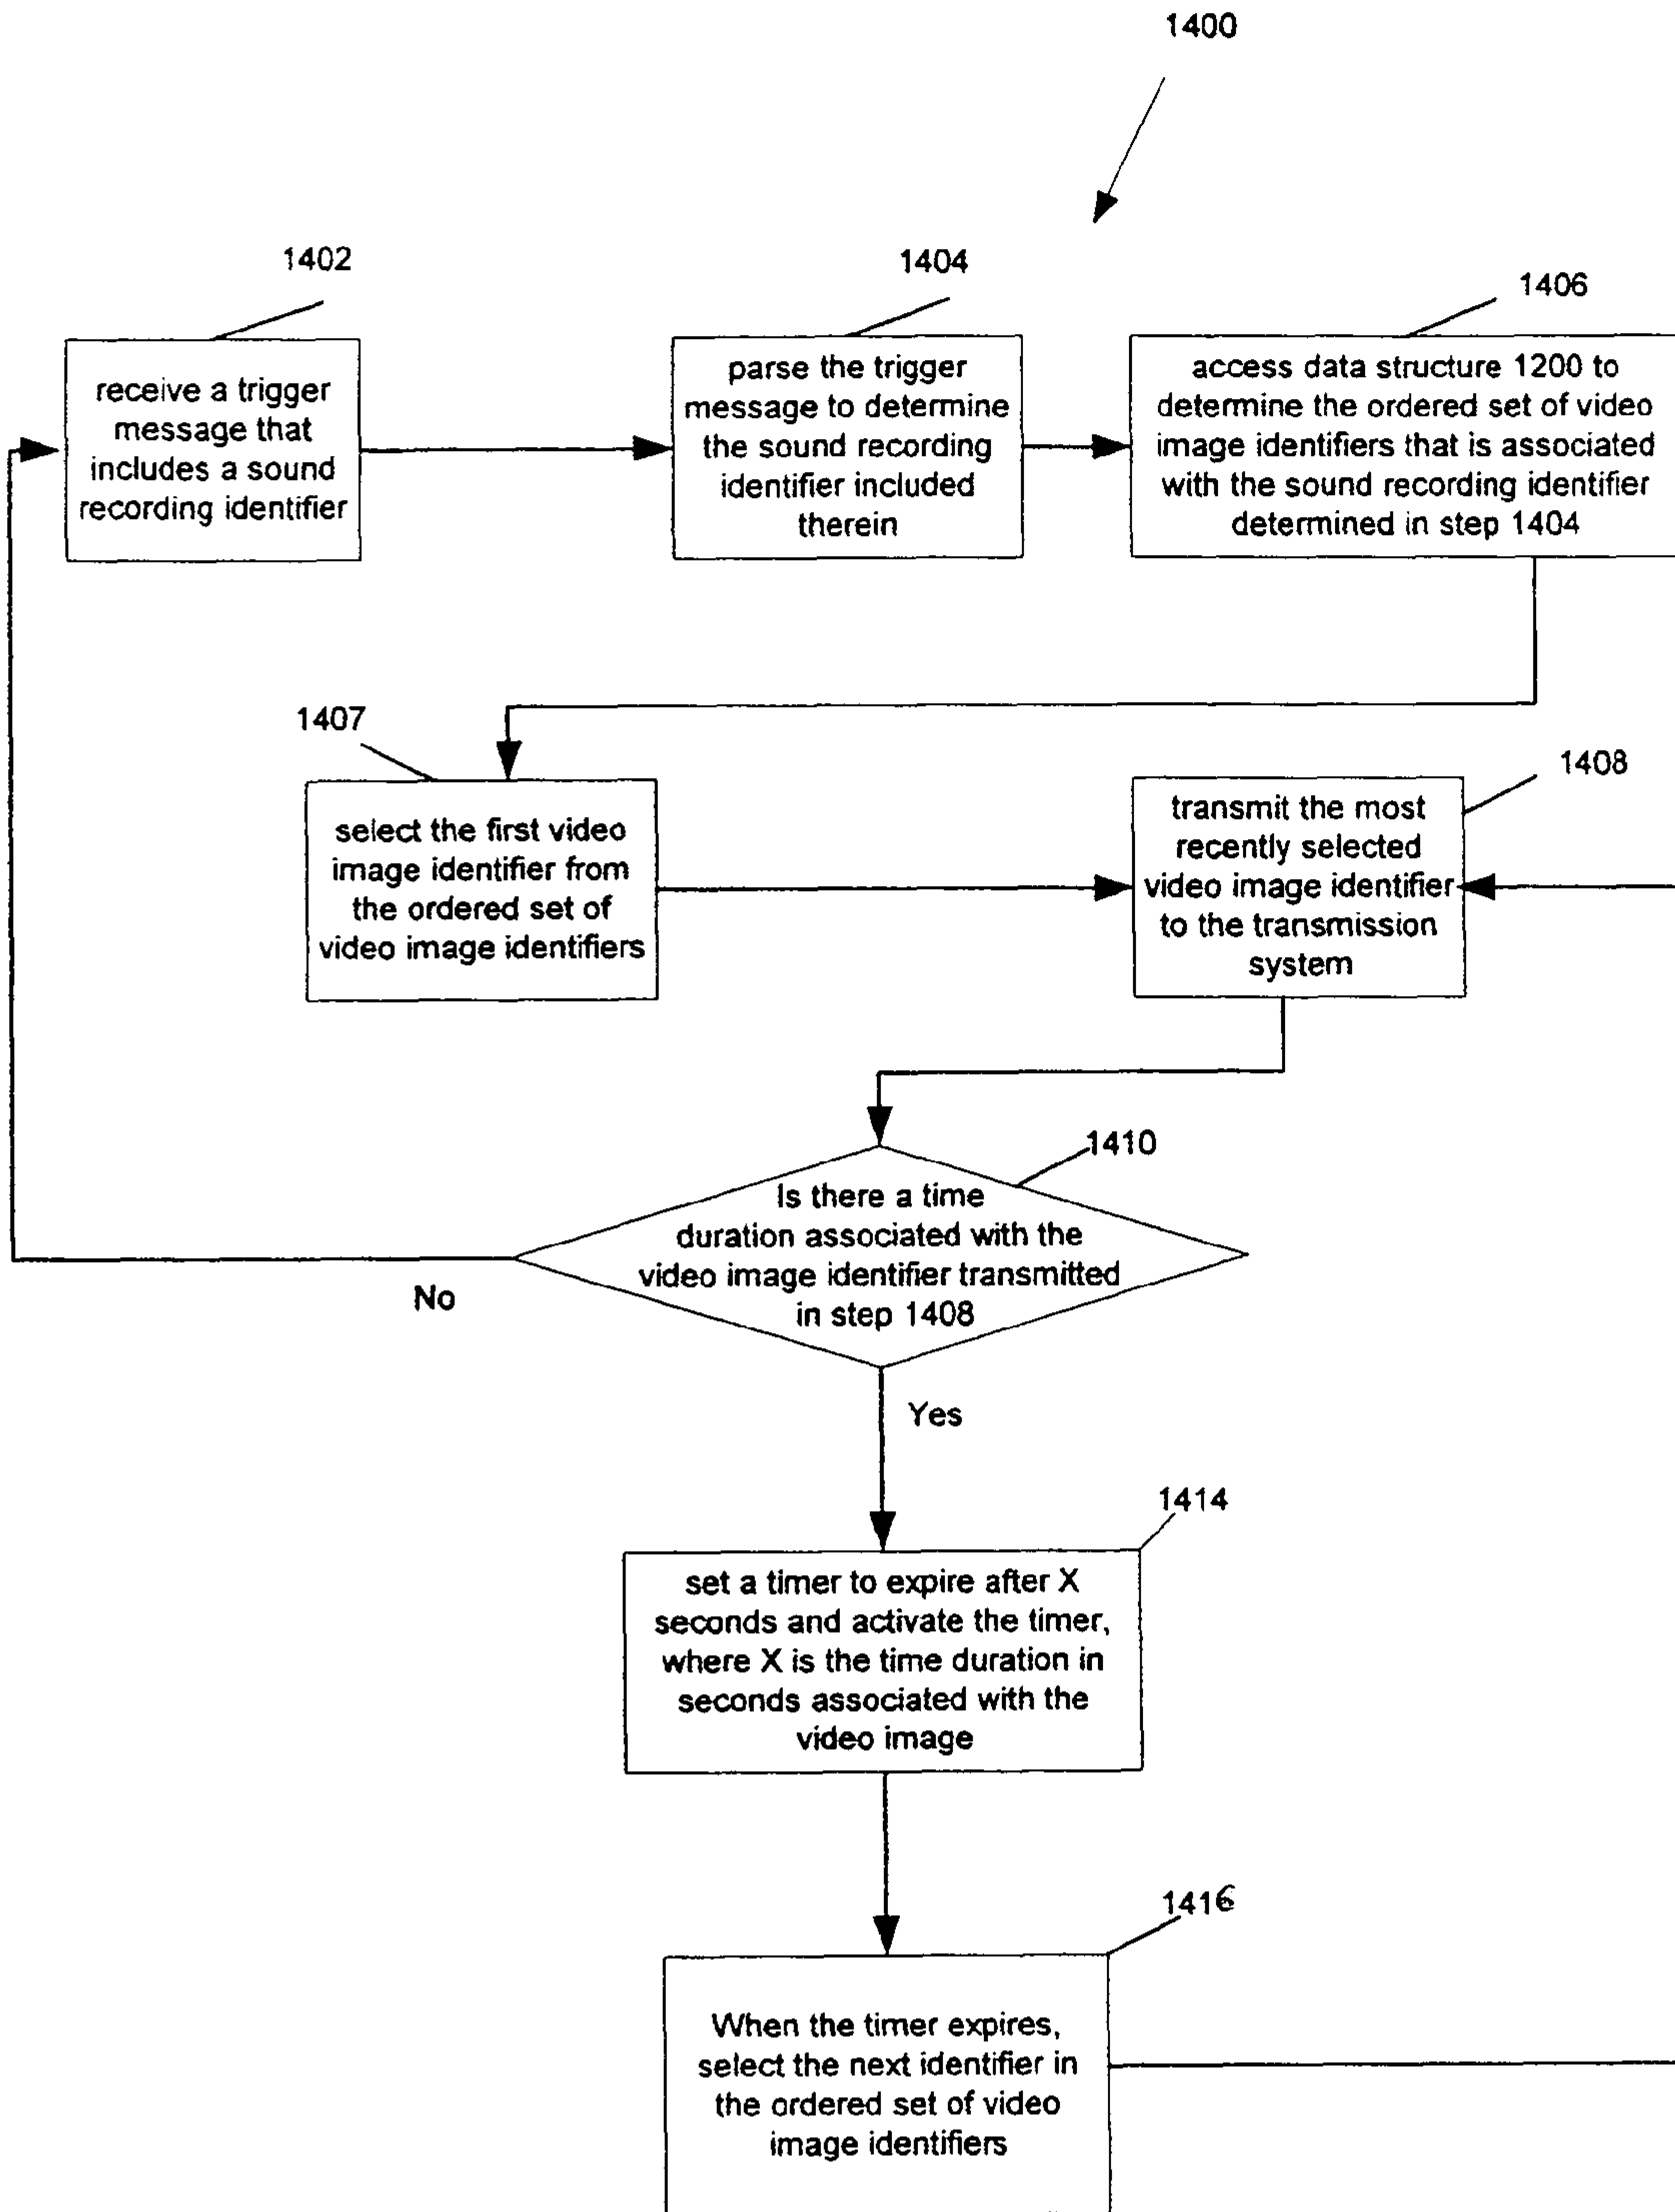 1400
1402
receive a trigger
message that
includes a sound
recording identifier
1404
parse the trigger
message to determine
the sound recording
identifier included
therein
1406
access data structure 1200 to
determine the ordered set of video
image identifiers that is associated
with the sound recording identifier
determined in step 1404
1407
select the first video
image identifier from
the ordered set of
video image identifiers
1408
transmit the most
recently selected
video image identifier
to the transmission
system
1410
Is there a time
duration associated with the
video image identifier transmitted
in step 1408
No
Yes
1414
set a timer to expire after X
seconds and activate the timer,
where X is the time duration in
seconds associated with the
video image
1416
When the timer expires,
select the next identifier in
the ordered set of video
image identifiers